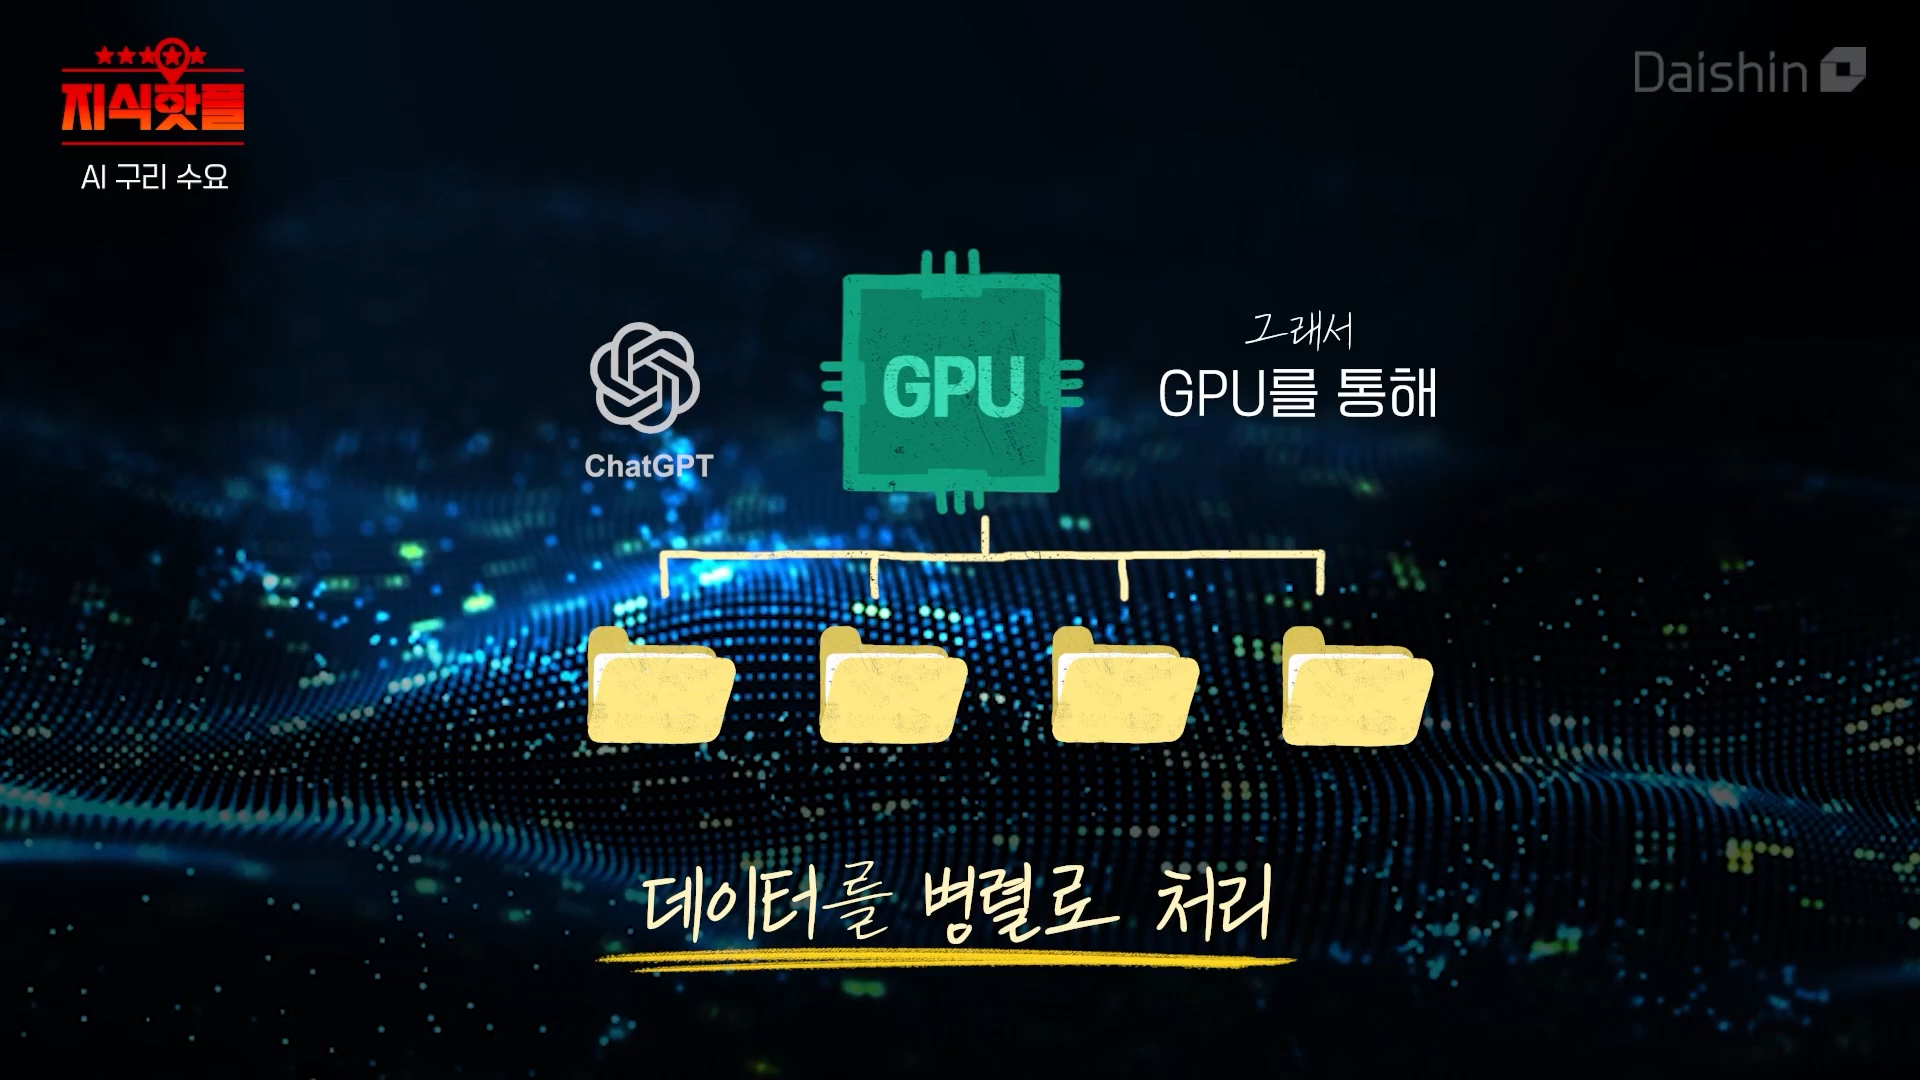 지식핫플
AI 구리 수요
Daishin
ChatGPT
GPU
그래서
GPU를 통해
데이터를 병렬로 처리